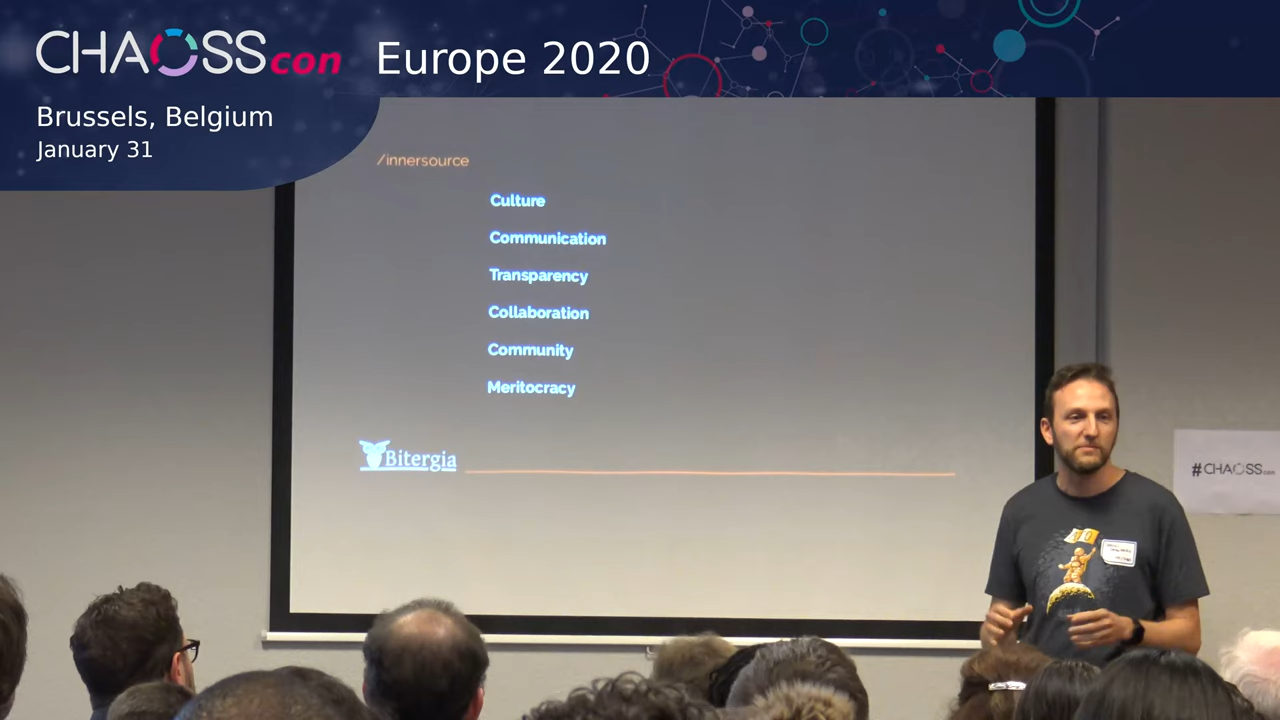 CHAOSScon Europe 2020
Brussels, Belgium
January 31
/innersource
Culture
Communication
Transparency
Collaboration
Community
Meritocracy
Bitergia
#CHAOSScon